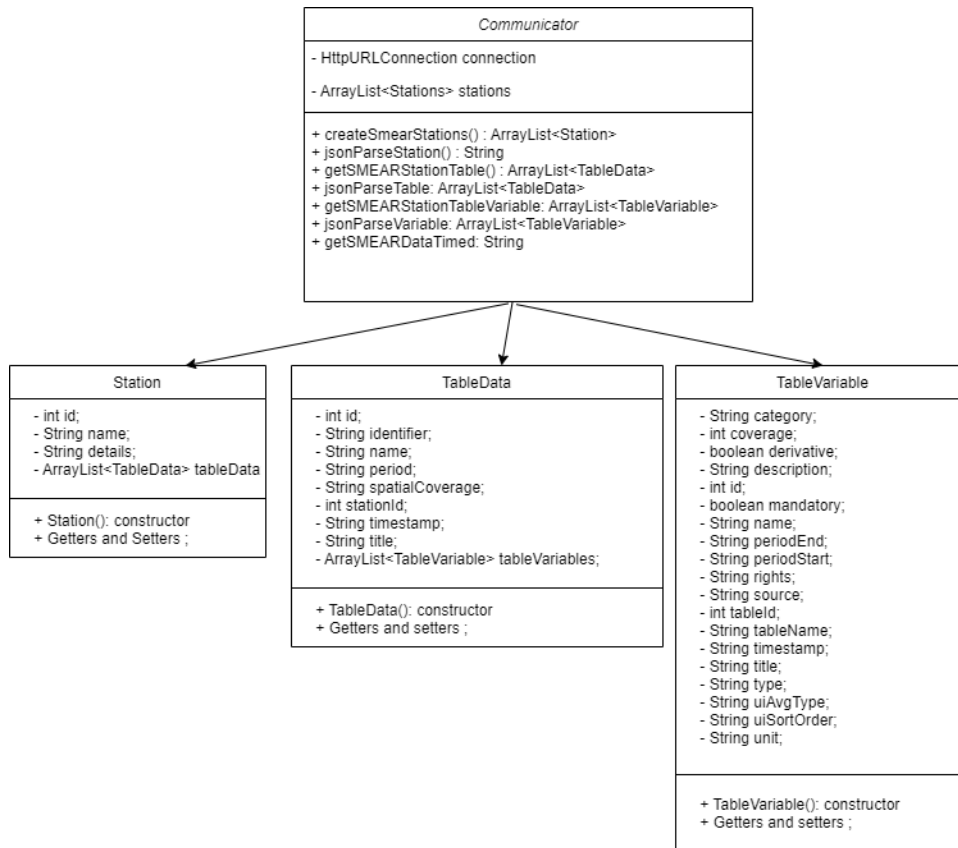 Communicator
- HttpURLConnection connection
- ArrayList<Stations> stations
+ createSmearStations() : ArrayList<Station>
+ jsonParseStation() : String
+ getSMEARStationTable() : ArrayList<TableData>
+ jsonParseTable: ArrayList<TableData>
+ getSMEARStationTableVariable: ArrayList<TableVariable>
+ jsonParseVariable: ArrayList<TableVariable>
+ getSMEARDataTimed: String
Station
- int id;
- String name;
- String details;
- ArrayList<TableData> tableData
+ Station(): constructor
+ Getters and Setters ;
TableData
- int id;
- String identifier;
- String name;
- String period;
- String spatialCoverage;
- int stationId;
- String timestamp;
- String title;
- ArrayList<TableVariable> tableVariables;
+ TableData(): constructor
+ Getters and setters ;
TableVariable
- String category;
- int coverage;
- boolean derivative;
- String description;
- int id;
- boolean mandatory;
- String name;
- String periodEnd;
- String periodStart;
- String rights;
- String source;
- int tableId;
- String tableName;
- String timestamp;
- String title;
- String type;
- String uiAvgType;
- String uiSortOrder;
- String unit;
+ TableVariable(): constructor
+ Getters and setters ;